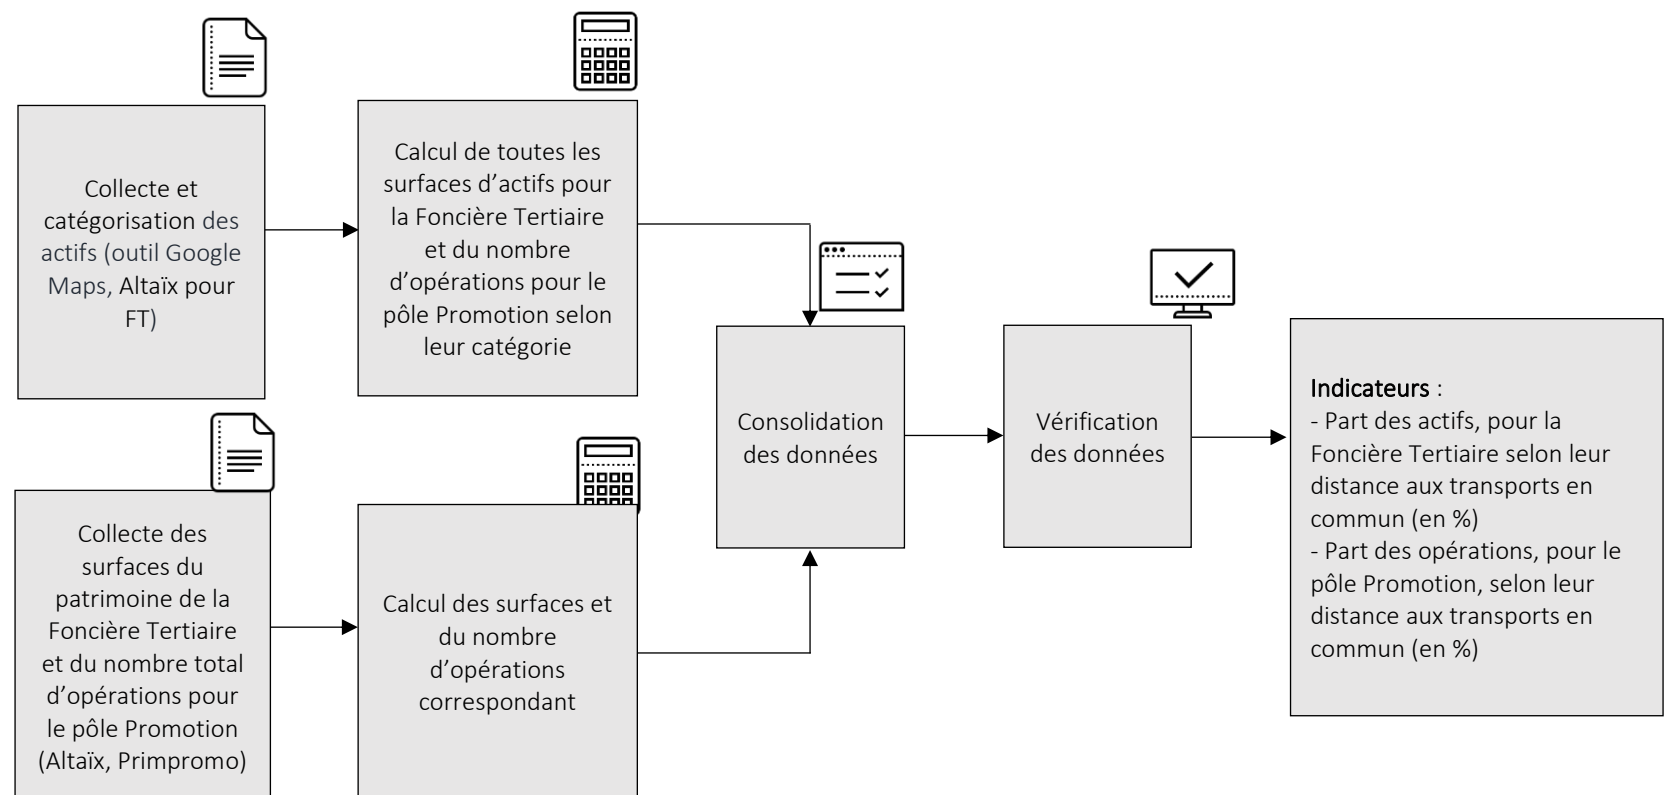 Collecte et
catégorisation des
actifs (outil Google
Maps, Altaïx pour
FT)
Calcul de toutes les
surfaces d’actifs pour
la Foncière Tertiaire
et du nombre
d’opérations pour le
pôle Promotion selon
leur catégorie
Collecte des
surfaces du
patrimoine de la
Foncière Tertiaire
et du nombre total
d’opérations pour
le pôle Promotion
(Altaïx, Primpromo)
Calcul des surfaces et
du nombre
d’opérations
correspondant
Consolidation
des données
Vérification
des données
Indicateurs :
- Part des actifs, pour la
Foncière Tertiaire selon leur
distance aux transports en
commun (en %)
- Part des opérations, pour le
pôle Promotion, selon leur
distance aux transports en
commun (en %)